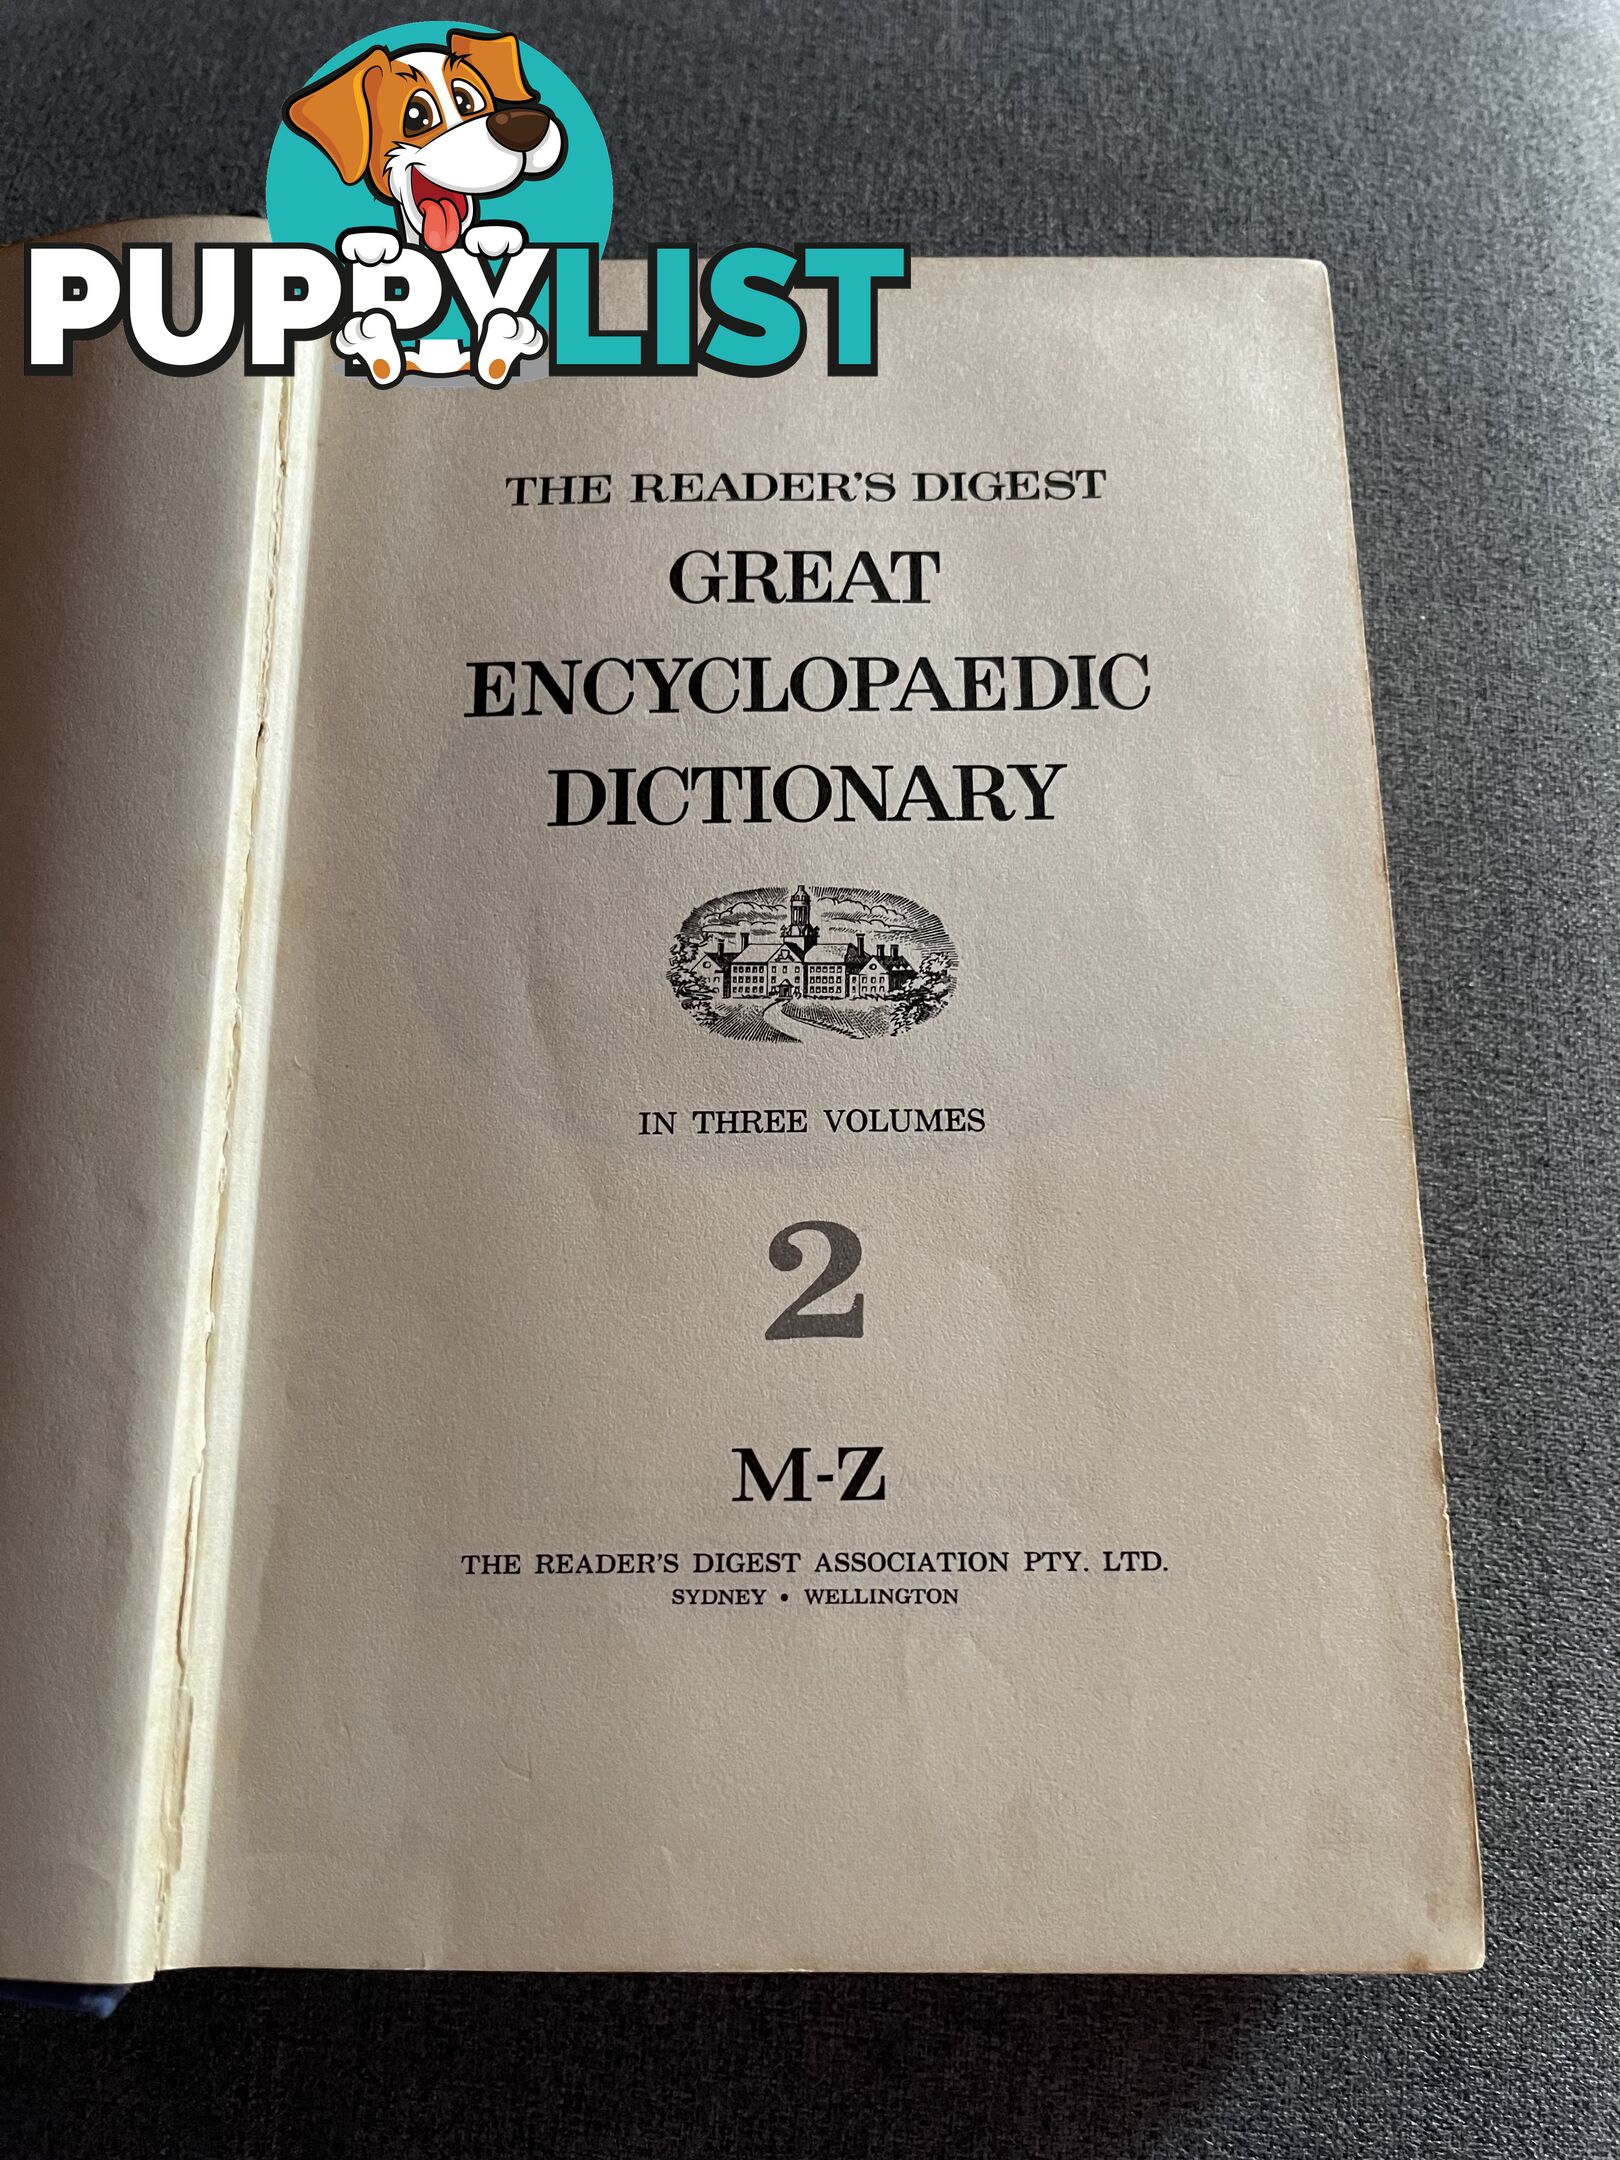 PUPPYLIST
THE READER'S DIGEST
GREAT
ENCYCLOPAEDIC
DICTIONARY
IN THREE VOLUMES
2
M-Z
THE READER'S DIGEST ASSOCIATION PTY. LTD.
SYDNEY • WELLINGTON